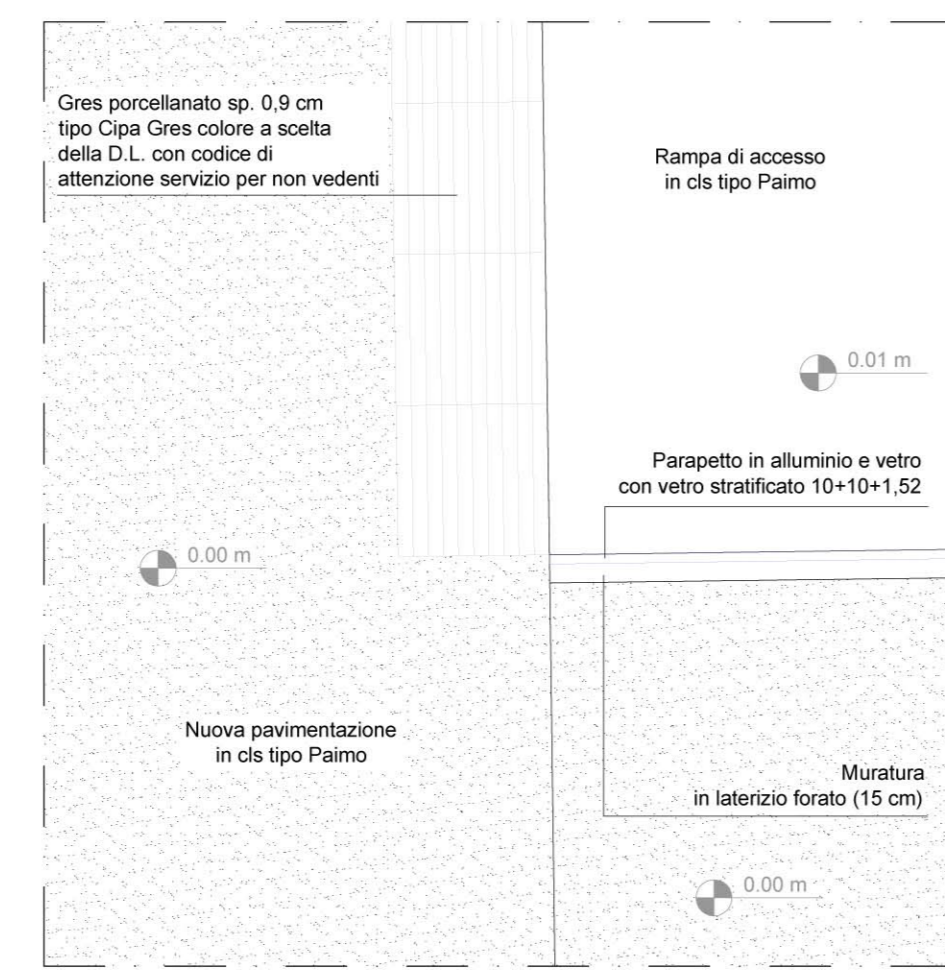 Gres porcellanato sp. 0,9 cm
tipo Cipa Gres colore a scelta
della D.L. con codice di
attenzione servizio per non vedenti
Rampa di accesso
in cls tipo Paimo
0.01 m
Parapetto in alluminio e vetro
con vetro stratificato 10+10+1,52
0.00 m
Nuova pavimentazione
in cls tipo Paimo
Muratura
in laterizio forato (15 cm)
0.00 m